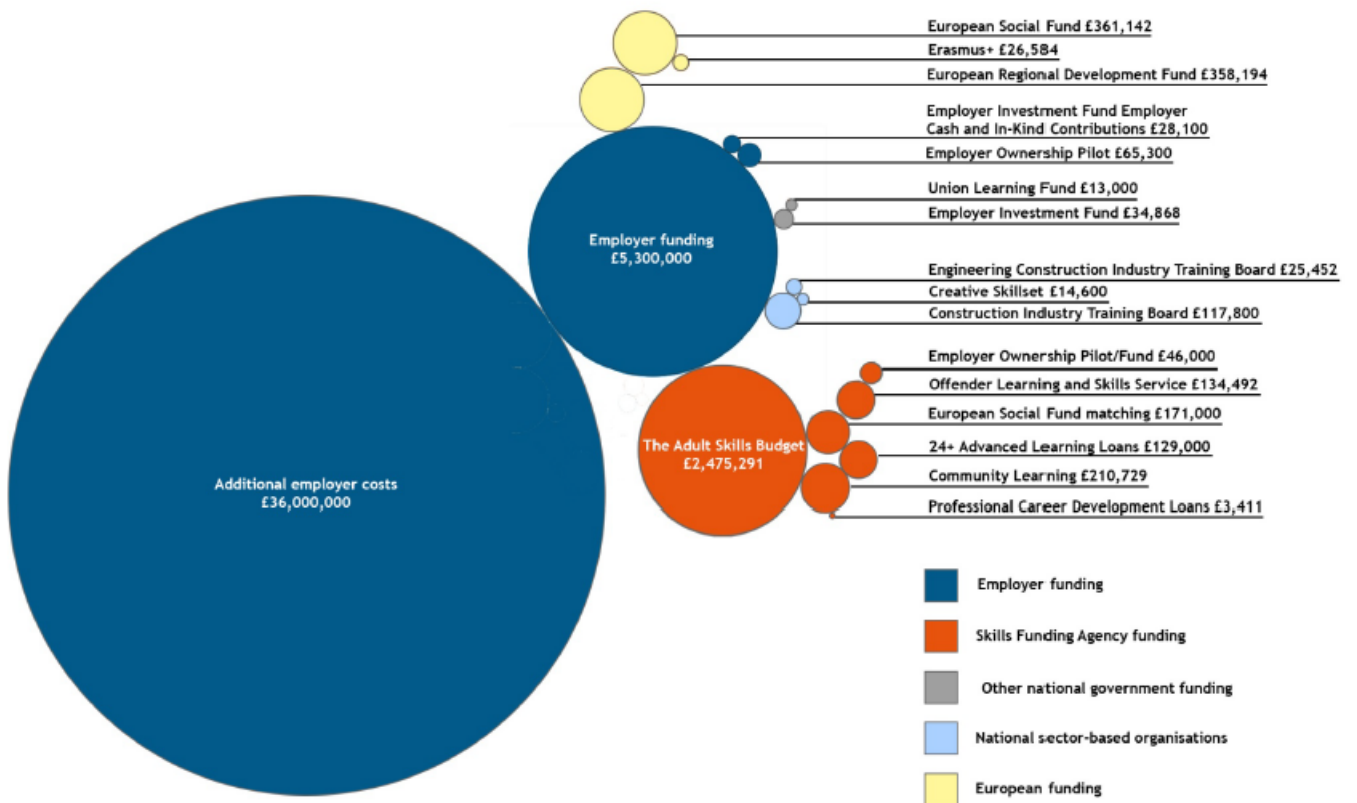 European Social Fund £361,142
Erasmus+ £26,584
European Regional Development Fund £358,194
Employer Investment Fund Employer
Cash and In-Kind Contributions £28,100
Employer Ownership Pilot £65,300
Union Learning Fund £13,000
Employer Investment Fund £34,868
Employer funding
£5,300,000
Engineering Construction Industry Training Board £25,452
Creative Skillset £14,600
Construction Industry Training Board £117,800
Employer Ownership Pilot/Fund £46,000
Offender Learning and Skills Service £134,492
European Social Fund matching £171,000
24+ Advanced Learning Loans £129,000
Community Learning £210,729
Professional Career Development Loans £3,411
The Adult Skills Budget
£2,475,291
Additional employer costs
£36,000,000
Employer funding
Skills Funding Agency funding
Other national government funding
National sector-based organisations
European funding